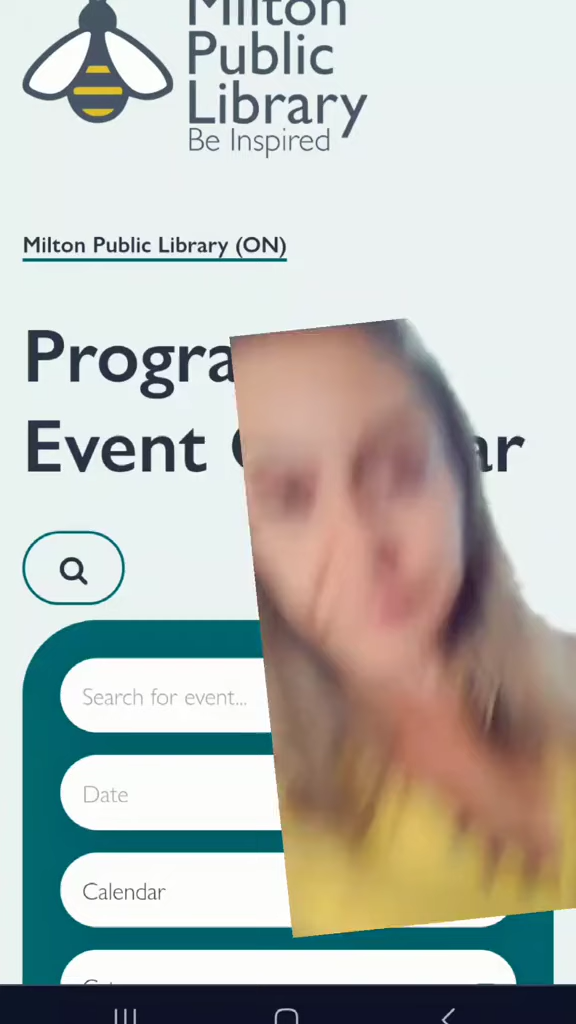 Milton
Public
Library
Be Inspired
Milton Public Library (ON)
Event
Search for event...
Date
Calendar